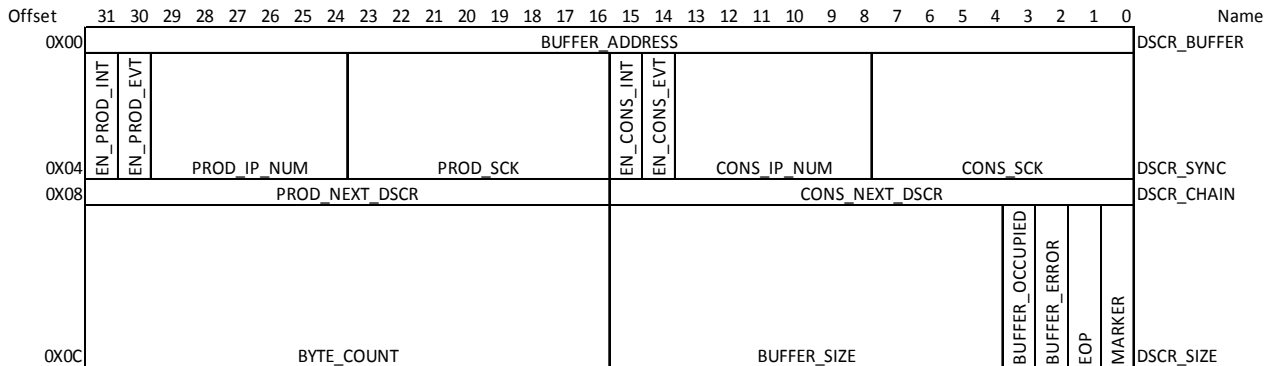 Offset 31 30 29 28 27 26 25 24 23 22 21 20 19 18 17 16 15 14 13 12 11 10 9 8 7 6 5 4 3 2 1 0 Name
0X00 BUFFER_ADDRESS DSCR_BUFFER
EN_PROD_INT
EN_PROD_EVT
EN_CONS_INT
EN_CONS_EVT
0X04 PROD_IP_NUM PROD_SCK CONS_IP_NUM CONS_SCK DSCR_SYNC
0X08 PROD_NEXT_DSCR CONS_NEXT_DSCR DSCR_CHAIN
BUFFER_OCCUPIED
BUFFER_ERROR
EOP
MARKER
0X0C BYTE_COUNT BUFFER_SIZE DSCR_SIZE